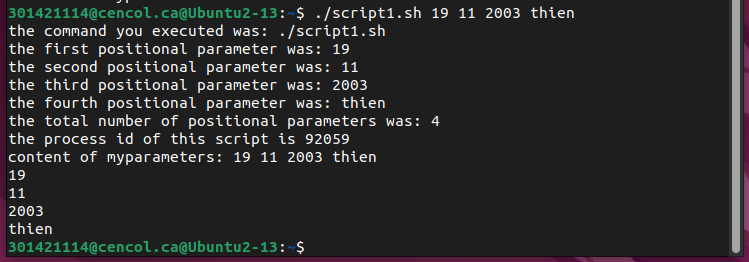 301421114@cencol.ca@Ubuntu2-13:~$ ./script1.sh 19 11 2003 thien
the command you executed was: ./script1.sh
the first positional parameter was: 19
the second positional parameter was: 11
the third positional parameter was: 2003
the fourth positional parameter was: thien
the total number of positional parameters was: 4
the process id of this script is 92059
content of myparameters: 19 11 2003 thien
19
11
2003
thien
301421114@cencol.ca@Ubuntu2-13:~$